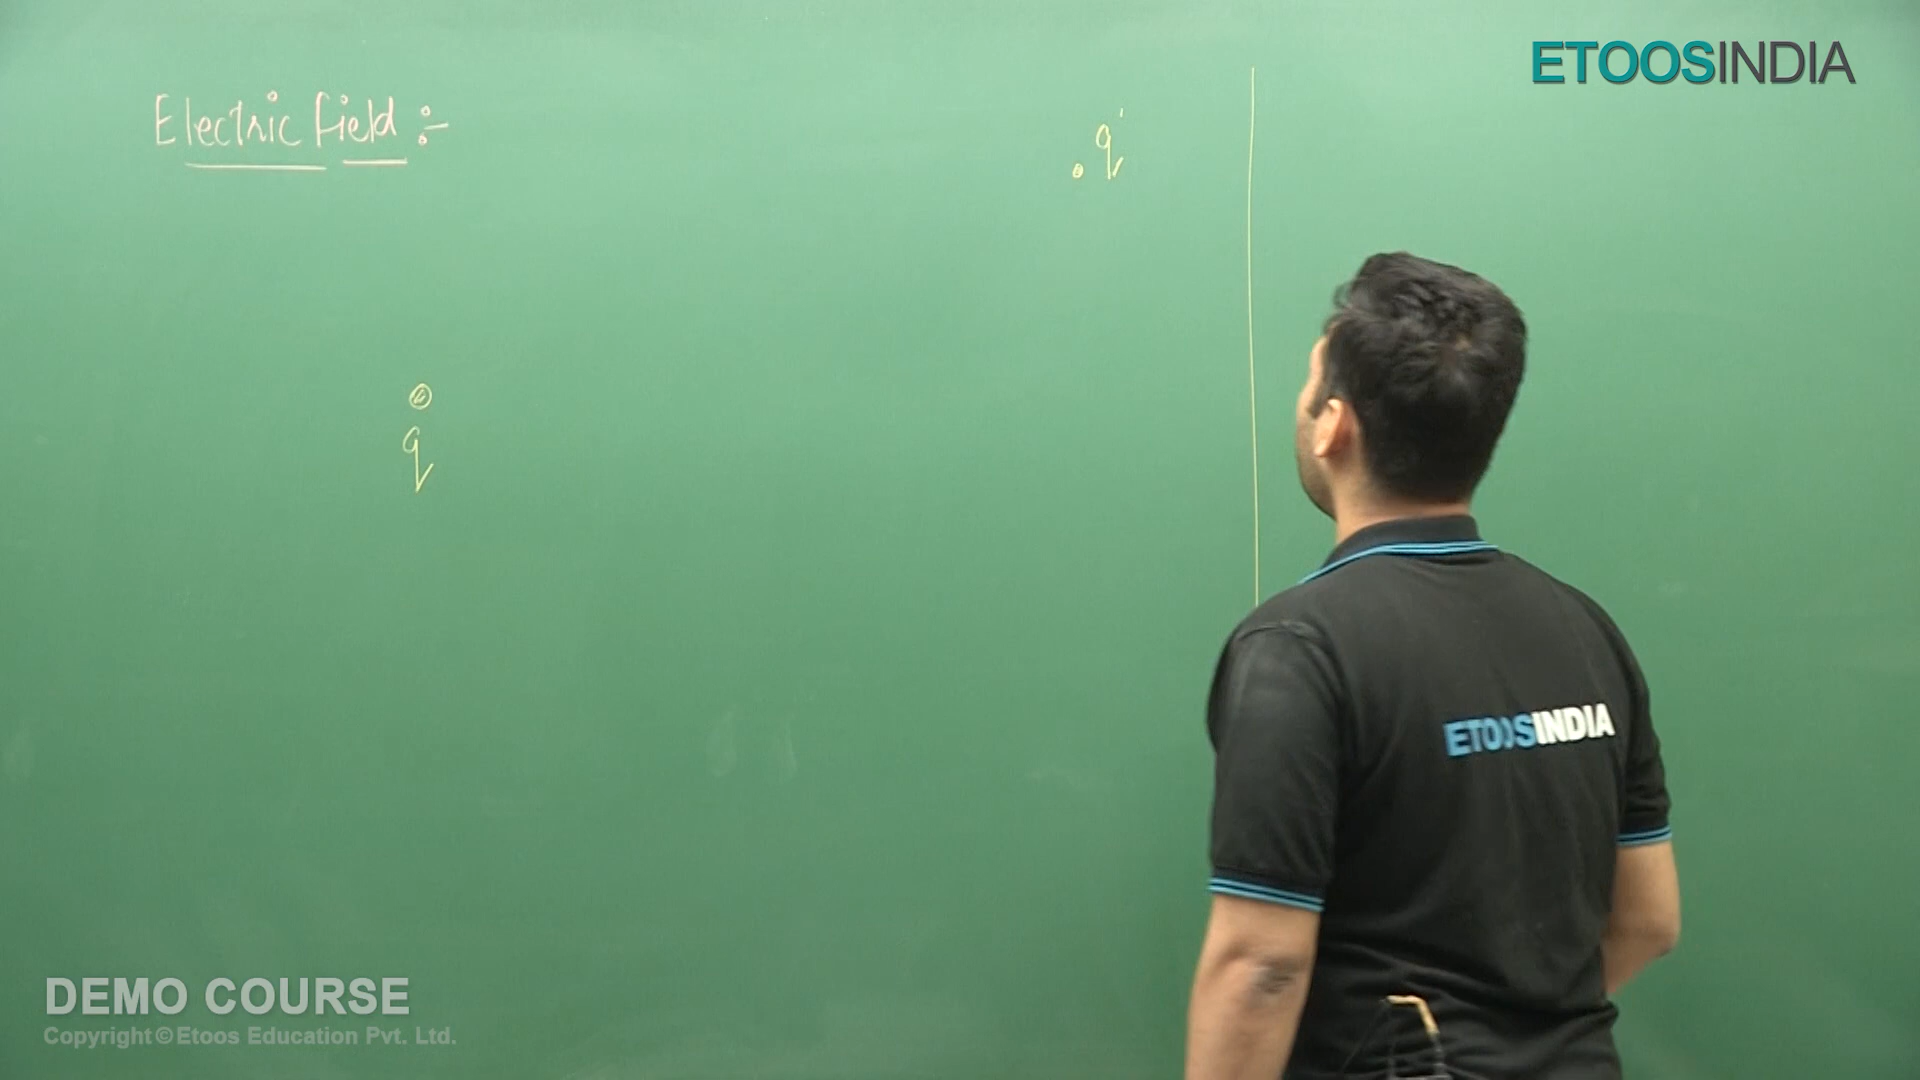 ETOOSINDIA
Electric field :-
q'
q
ETOOSINDIA
DEMO COURSE
Copyright©Etoos Education Pvt. Ltd.